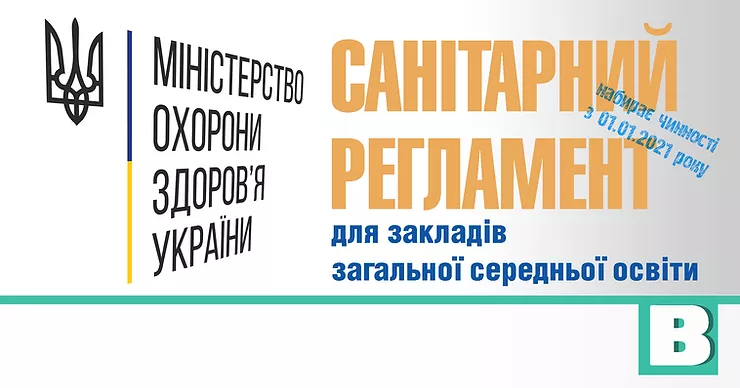 МІНІСТЕРСТВО
ОХОРОНИ
ЗДОРОВ'Я
УКРАЇНИ
САНІТАРНИЙ
РЕГЛАМЕНТ
набирає чинності
з 01.01.2021 року
для закладів
загальної середньої освіти
В